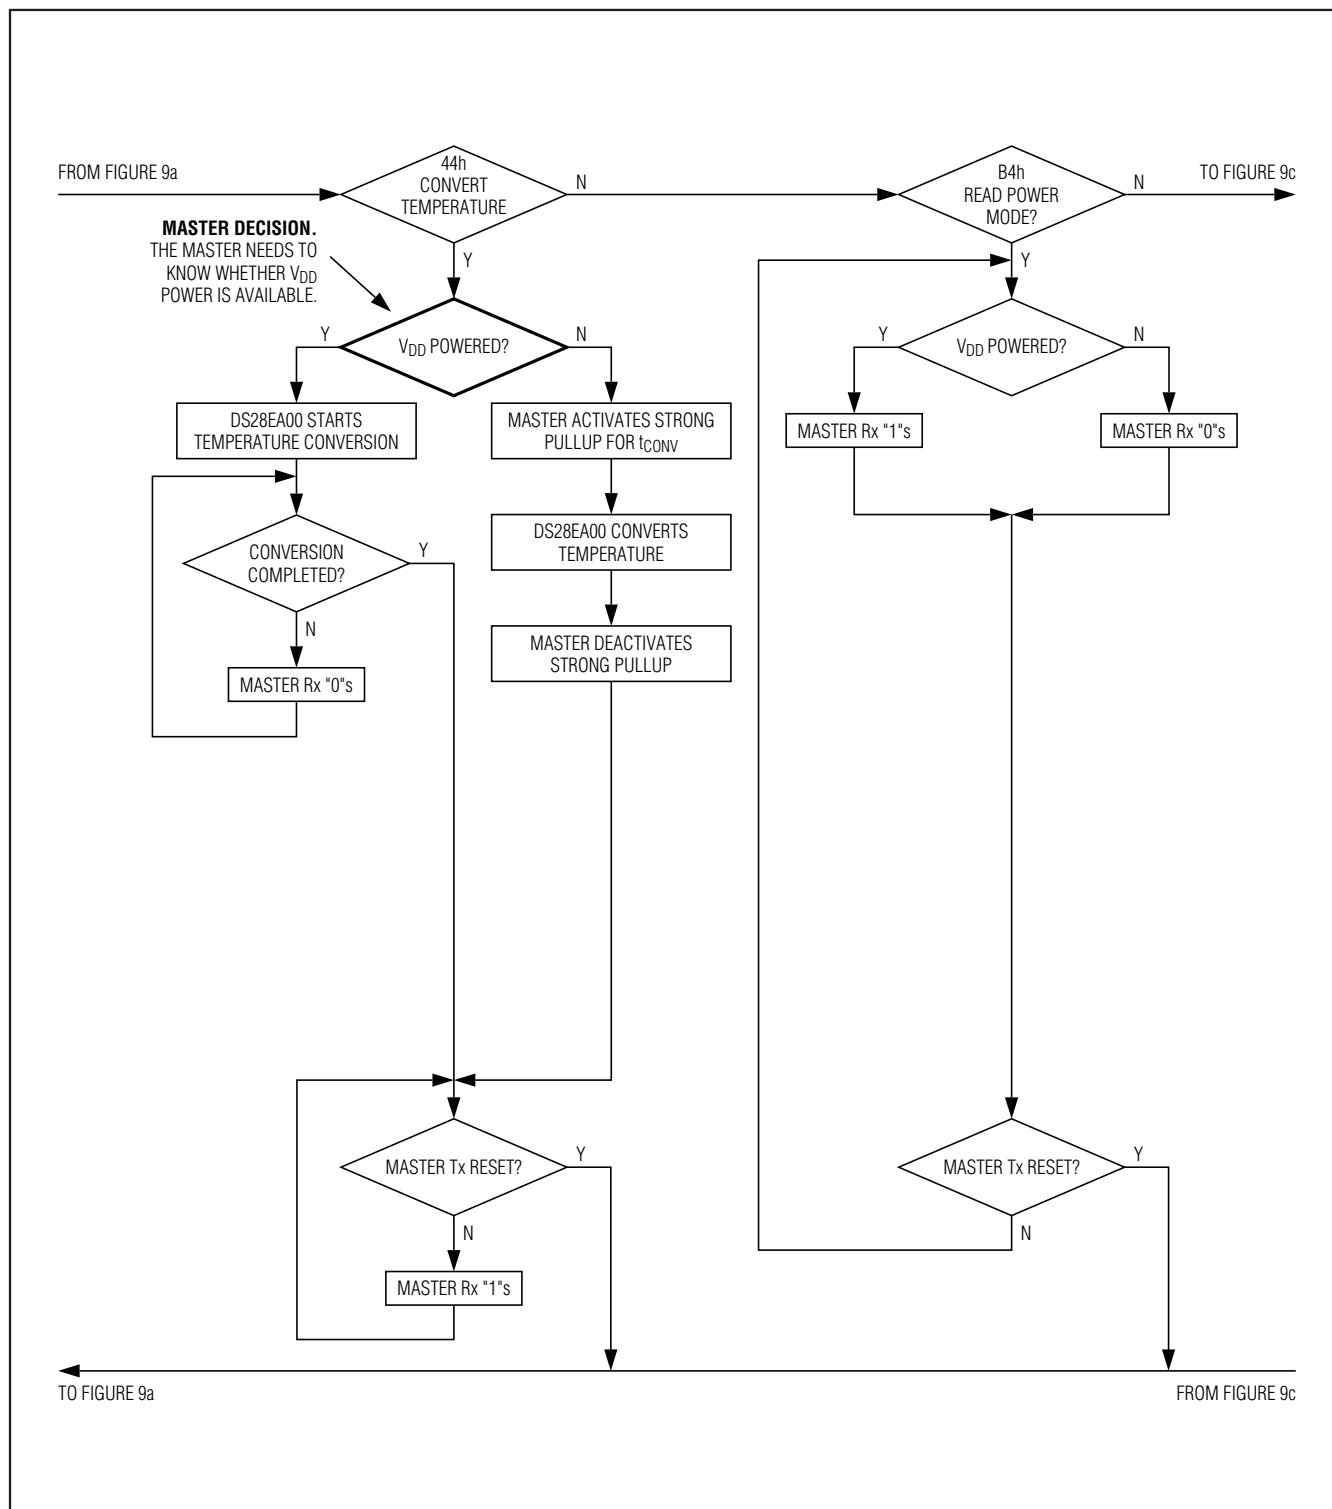 FROM FIGURE 9a
44h
CONVERT
TEMPERATURE
N
B4h
READ POWER
MODE?
N
TO FIGURE 9c
MASTER DECISION.
THE MASTER NEEDS TO
KNOW WHETHER VDD
POWER IS AVAILABLE.
Y
Y
Y
VDD POWERED?
N
Y
VDD POWERED?
N
DS28EA00 STARTS
TEMPERATURE CONVERSION
MASTER ACTIVATES STRONG
PULLUP FOR tCONV
MASTER Rx "1"s
MASTER Rx "0"s
CONVERSION
COMPLETED?
Y
DS28EA00 CONVERTS
TEMPERATURE
N
MASTER DEACTIVATES
STRONG PULLUP
MASTER Rx "0"s
MASTER Tx RESET?
Y
MASTER Tx RESET?
Y
N
N
MASTER Rx "1"s
TO FIGURE 9a
FROM FIGURE 9c